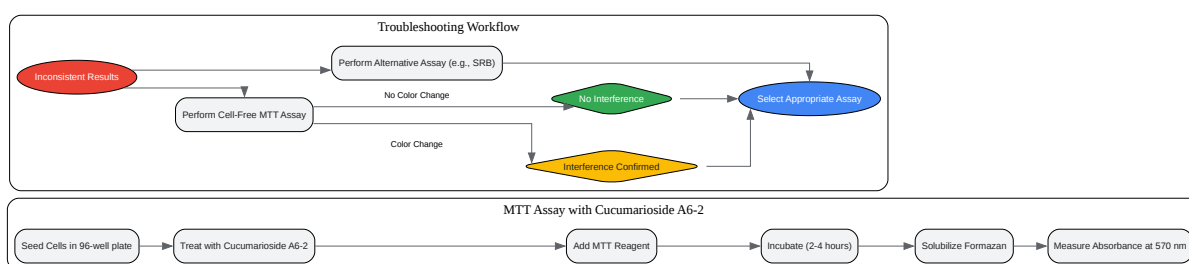 Troubleshooting Workflow
Perform Alternative Assay (e.g., SRB)
Inconsistent Results
No Color Change
No Interference
Select Appropriate Assay
Perform Cell-Free MTT Assay
Color Change
Interference Confirmed
MTT Assay with Cucumarioside A6-2
Seed Cells in 96-well plate
Treat with Cucumarioside A6-2
Add MTT Reagent
Incubate (2-4 hours)
Solubilize Formazan
Measure Absorbance at 570 nm